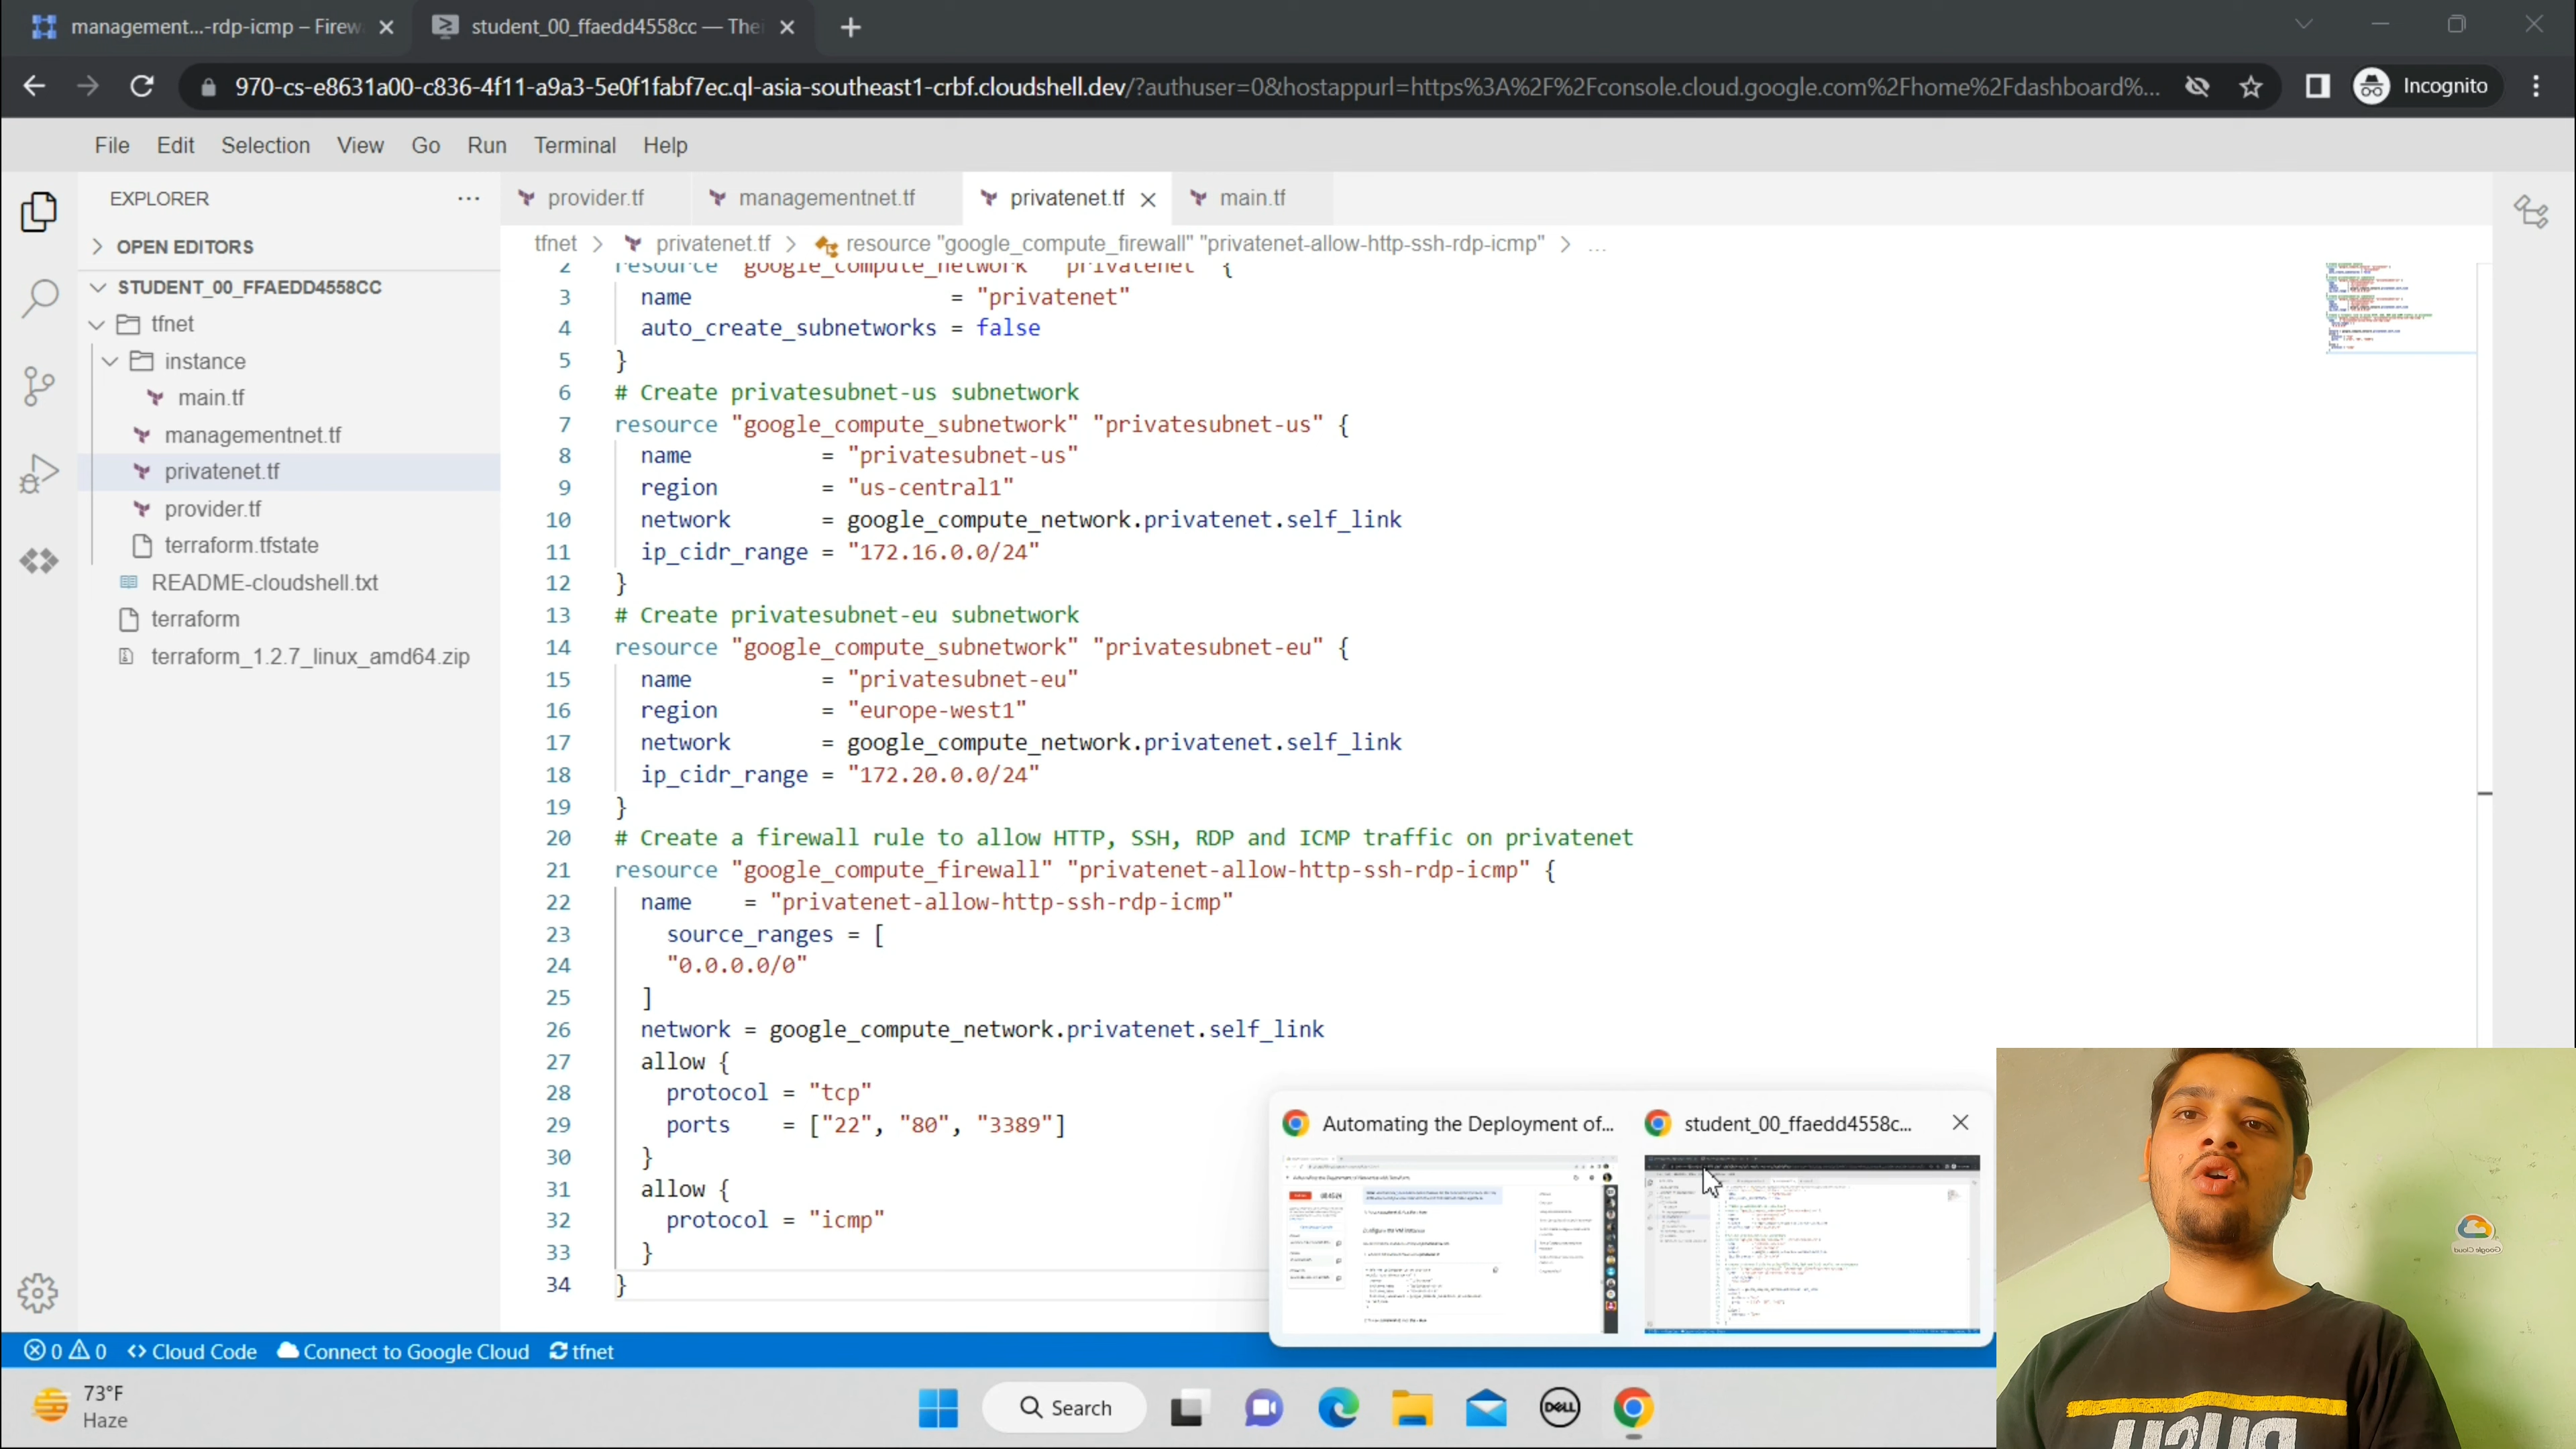 management...-rdp-icmp – Firew
student_00_ffaedd4558cc — Thei
970-cs-e8631a00-c836-4f11-a9a3-5e0f1fabf7ec.ql-asia-southeast1-crbf.cloudshell.dev/?authuser=0&hostappurl=https%3A%2F%2Fconsole.cloud.google.com%2Fhome%2Fdashboard%...
Incognito
File Edit Selection View Go Run Terminal Help
EXPLORER
OPEN EDITORS
STUDENT_00_FFAEDD4558CC
tfnet
instance
main.tf
managementnet.tf
privatenet.tf
provider.tf
terraform.tfstate
README-cloudshell.txt
terraform
terraform_1.2.7_linux_amd64.zip
provider.tf managementnet.tf privatenet.tf main.tf
tfnet > privatenet.tf > resource "google_compute_firewall" "privatenet-allow-http-ssh-rdp-icmp" > ...
2 resource "google_compute_network" "privatenet" {
3 name = "privatenet"
4 auto_create_subnetworks = false
5 }
6 # Create privatesubnet-us subnetwork
7 resource "google_compute_subnetwork" "privatesubnet-us" {
8 name = "privatesubnet-us"
9 region = "us-central1"
10 network = google_compute_network.privatenet.self_link
11 ip_cidr_range = "172.16.0.0/24"
12 }
13 # Create privatesubnet-eu subnetwork
14 resource "google_compute_subnetwork" "privatesubnet-eu" {
15 name = "privatesubnet-eu"
16 region = "europe-west1"
17 network = google_compute_network.privatenet.self_link
18 ip_cidr_range = "172.20.0.0/24"
19 }
20 # Create a firewall rule to allow HTTP, SSH, RDP and ICMP traffic on privatenet
21 resource "google_compute_firewall" "privatenet-allow-http-ssh-rdp-icmp" {
22 name = "privatenet-allow-http-ssh-rdp-icmp"
23 source_ranges = [
24 "0.0.0.0/0"
25 ]
26 network = google_compute_network.privatenet.self_link
27 allow {
28 protocol = "tcp"
29 ports = ["22", "80", "3389"]
30 }
31 allow {
32 protocol = "icmp"
33 }
34 }
Automating the Deployment of...
student_00_ffaedd4558c...
0 0 Cloud Code Connect to Google Cloud tfnet
73°F
Haze
Search
DELL
Google Cloud